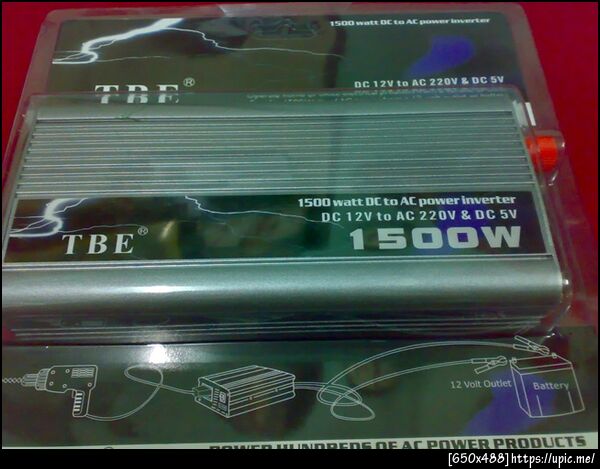 1500 watt DC to AC power inverter
DC 12V to AC 220V & DC 5V
TBE®
1500 watt DC to AC power inverter
DC 12V to AC 220V & DC 5V
TBE®
1500W
12 Volt Outlet
Battery
POWER HUNDREDS OF AC POWER PRODUCTS
[650x488]https://upic.me/